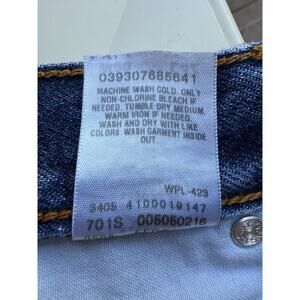 039307685641
MACHINE WASH COLD. ONLY
NON-CHLORINE BLEACH IF
NEEDED. TUMBLE DRY MEDIUM.
WARM IRON IF NEEDED.
WASH AND DRY WITH LIKE
COLORS WASH GARMENT INSIDE
OUT
WPL-423
3405 4100019147
701S 005050216